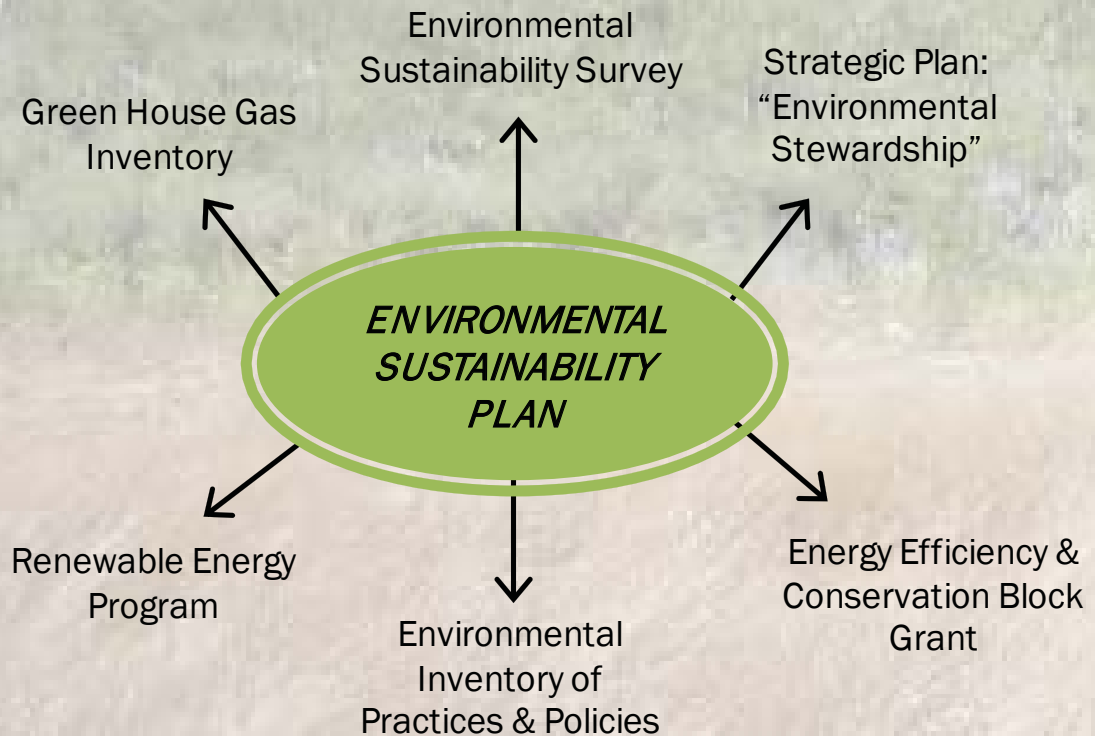 Environmental
Sustainability Survey
Strategic Plan:
“Environmental
Stewardship”
Green House Gas
Inventory
ENVIRONMENTAL
SUSTAINABILITY
PLAN
Renewable Energy
Program
Energy Efficiency &
Conservation Block
Grant
Environmental
Inventory of
Practices & Policies